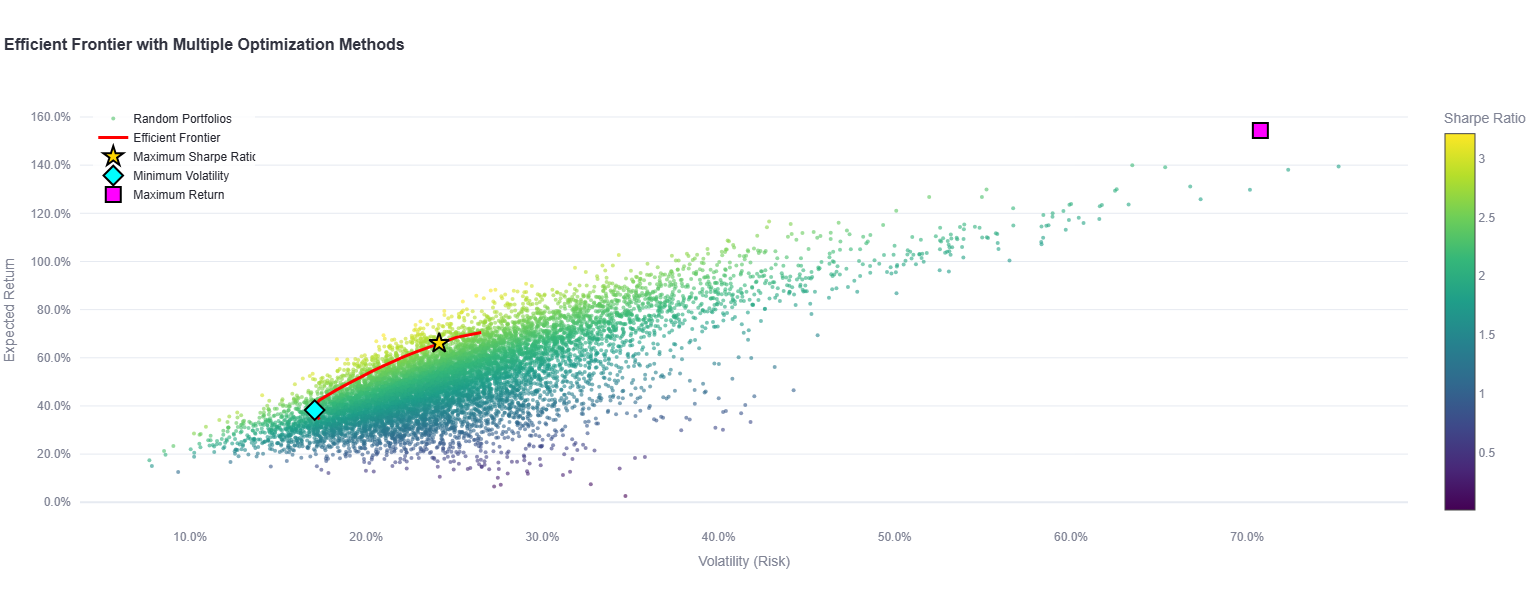 Efficient Frontier with Multiple Optimization Methods
Random Portfolios
Efficient Frontier
Maximum Sharpe Ratio
Minimum Volatility
Maximum Return
Sharpe Ratio
3
2.5
2
1.5
1
0.5
Expected Return
160.0%
140.0%
120.0%
100.0%
80.0%
60.0%
40.0%
20.0%
0.0%
10.0%
20.0%
30.0%
40.0%
50.0%
60.0%
70.0%
Volatility (Risk)